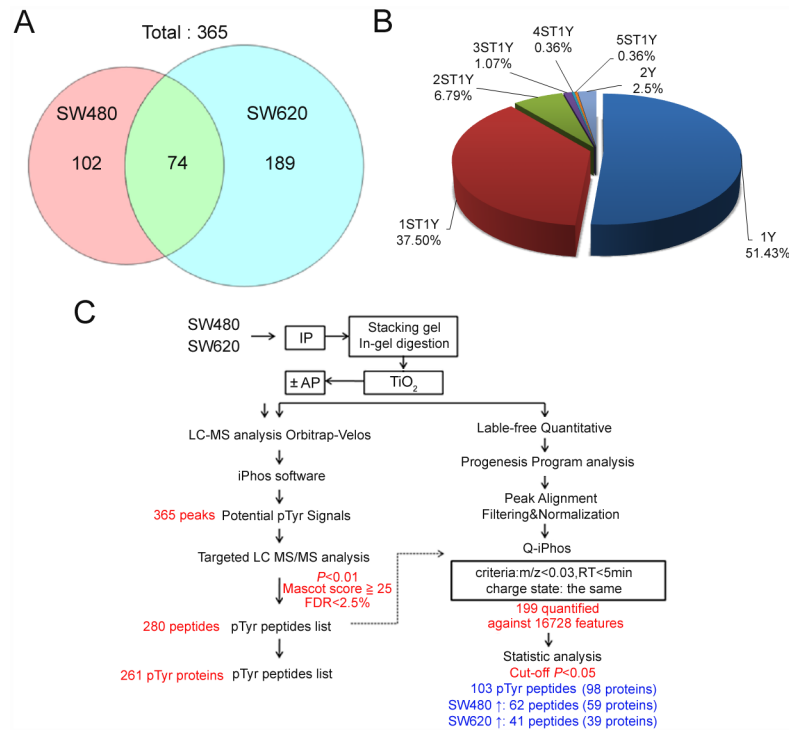 A
Total : 365
SW480
SW620
102
74
189
B
4ST1Y
0.36%
5ST1Y
0.36%
3ST1Y
1.07%
2Y
2.5%
2ST1Y
6.79%
1ST1Y
37.50%
1Y
51.43%
C
SW480
SW620
IP
Stacking gel
In-gel digestion
± AP
TiO2
LC-MS analysis Orbitrap-Velos
iPhos software
365 peaks Potential pTyr Signals
Targeted LC MS/MS analysis
P<0.01
Mascot score ≧ 25
FDR<2.5%
280 peptides pTyr peptides list
261 pTyr proteins pTyr peptides list
Lable-free Quantitative
Progenesis Program analysis
Peak Alignment
Filtering&Normalization
Q-iPhos
criteria:m/z<0.03,RT<5min
charge state: the same
199 quantified
against 16728 features
Statistic analysis
Cut-off P<0.05
103 pTyr peptides (98 proteins)
SW480 ↑: 62 peptides (59 proteins)
SW620 ↑: 41 peptides (39 proteins)